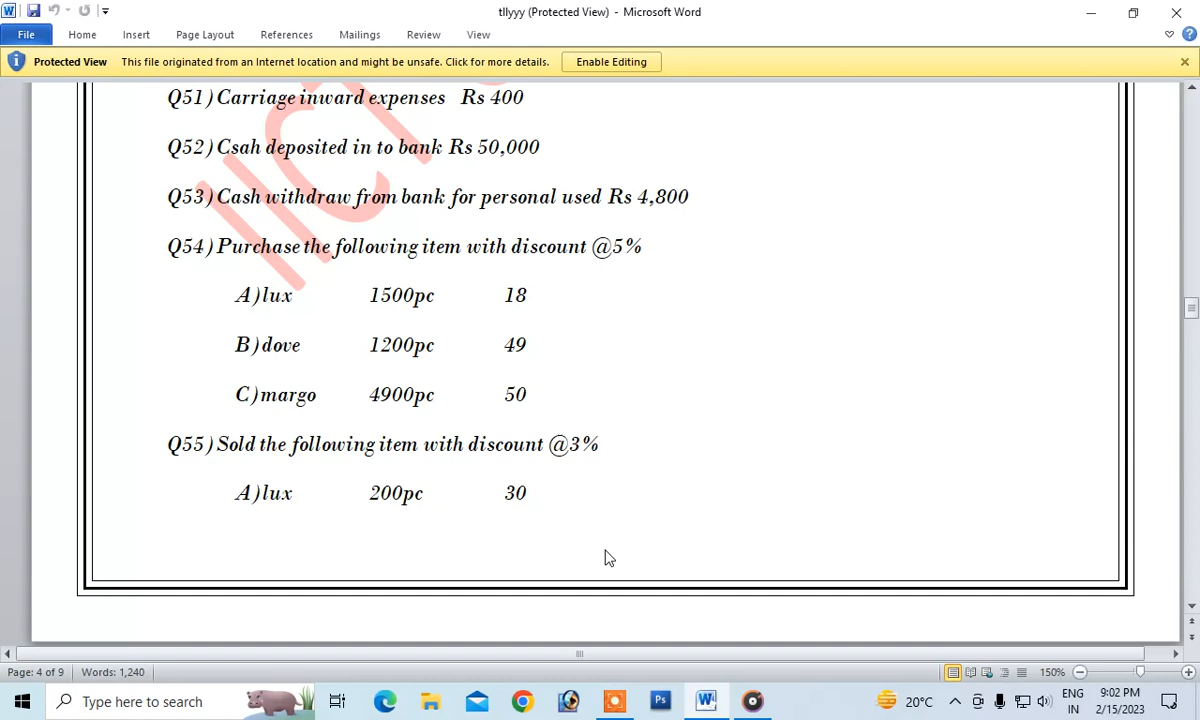 tllyyy (Protected View) - Microsoft Word
File Home Insert Page Layout References Mailings Review View
Protected View This file originated from an Internet location and might be unsafe. Click for more details. Enable Editing
Q51) Carriage inward expenses Rs 400
Q52) Csah deposited in to bank Rs 50,000
Q53) Cash withdraw from bank for personal used Rs 4,800
Q54) Purchase the following item with discount @5%
A) lux 1500pc 18
B) dove 1200pc 49
C) margo 4900pc 50
Q55) Sold the following item with discount @3%
A) lux 200pc 30
Page: 4 of 9 Words: 1,240 150%
Type here to search 20°C ENG 9:02 PM
IN 2/15/2023